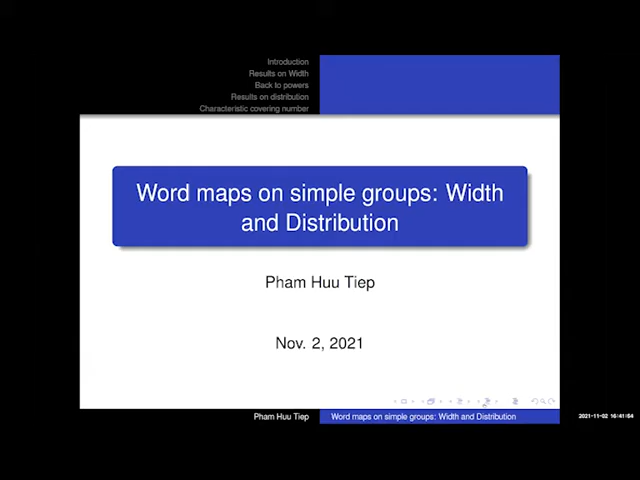 Introduction
Results on Width
Back to powers
Results on distribution
Characteristic covering number
Word maps on simple groups: Width
and Distribution
Pham Huu Tiep
Nov. 2, 2021
Pham Huu Tiep
Word maps on simple groups: Width and Distribution
2021-11-02 16:41:54